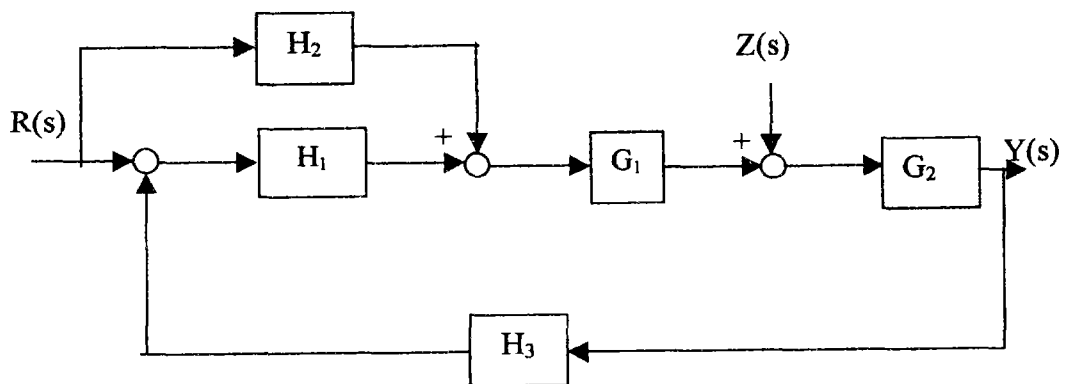 H₂
Z(s)
R(s)
H₁
+
G₁
+
G₂
Y(s)
H₃